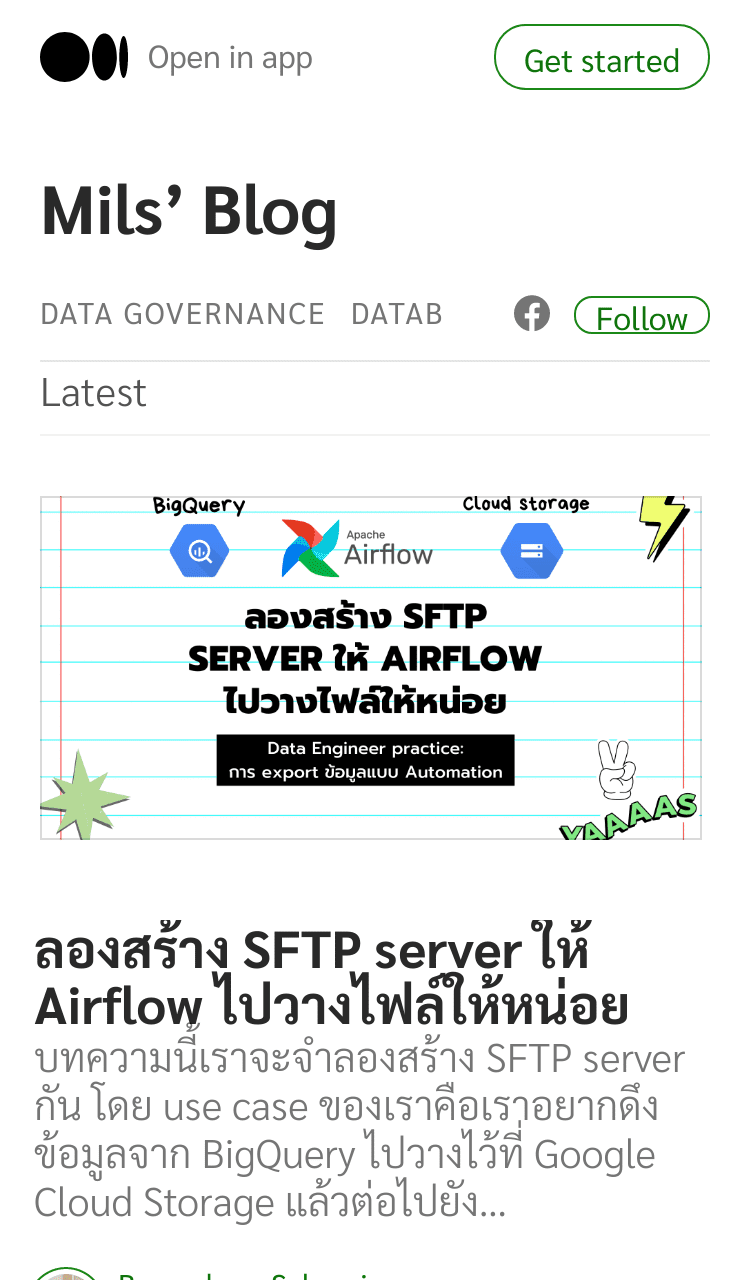 Open in app
Get started
Mils’ Blog
DATA GOVERNANCE DATAB
Follow
Latest
BigQuery
Cloud storage
Apache
Airflow
ลองสร้าง SFTP
SERVER ให้ AIRFLOW
ไปวางไฟล์ให้หน่อย
Data Engineer practice:
การ export ข้อมูลแบบ Automation
YAAAAS
ลองสร้าง SFTP server ให้
Airflow ไปวางไฟล์ให้หน่อย
บทความนี้เราจะจำลองสร้าง SFTP server
กัน โดย use case ของเราคือเราอยากดึง
ข้อมูลจาก BigQuery ไปวางไว้ที่ Google
Cloud Storage แล้วต่อไปยัง…